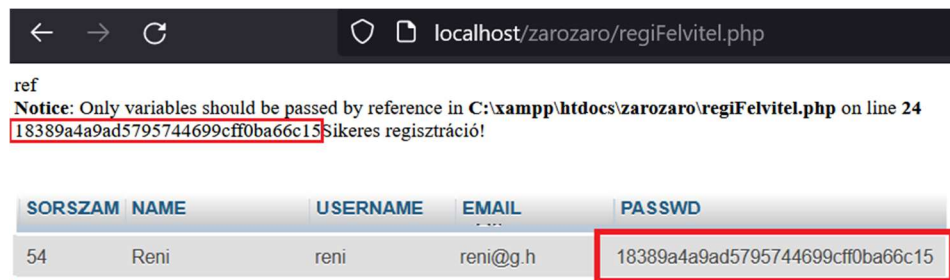 localhost/zarozaro/regiFelvitel.php
ref
Notice: Only variables should be passed by reference in C:\xampp\htdocs\zarozaro\regiFelvitel.php on line 24
18389a4a9ad5795744699cff0ba66c15Sikeres regisztráció!
SORSZAM NAME USERNAME EMAIL PASSWD
54 Reni reni reni@g.h 18389a4a9ad5795744699cff0ba66c15